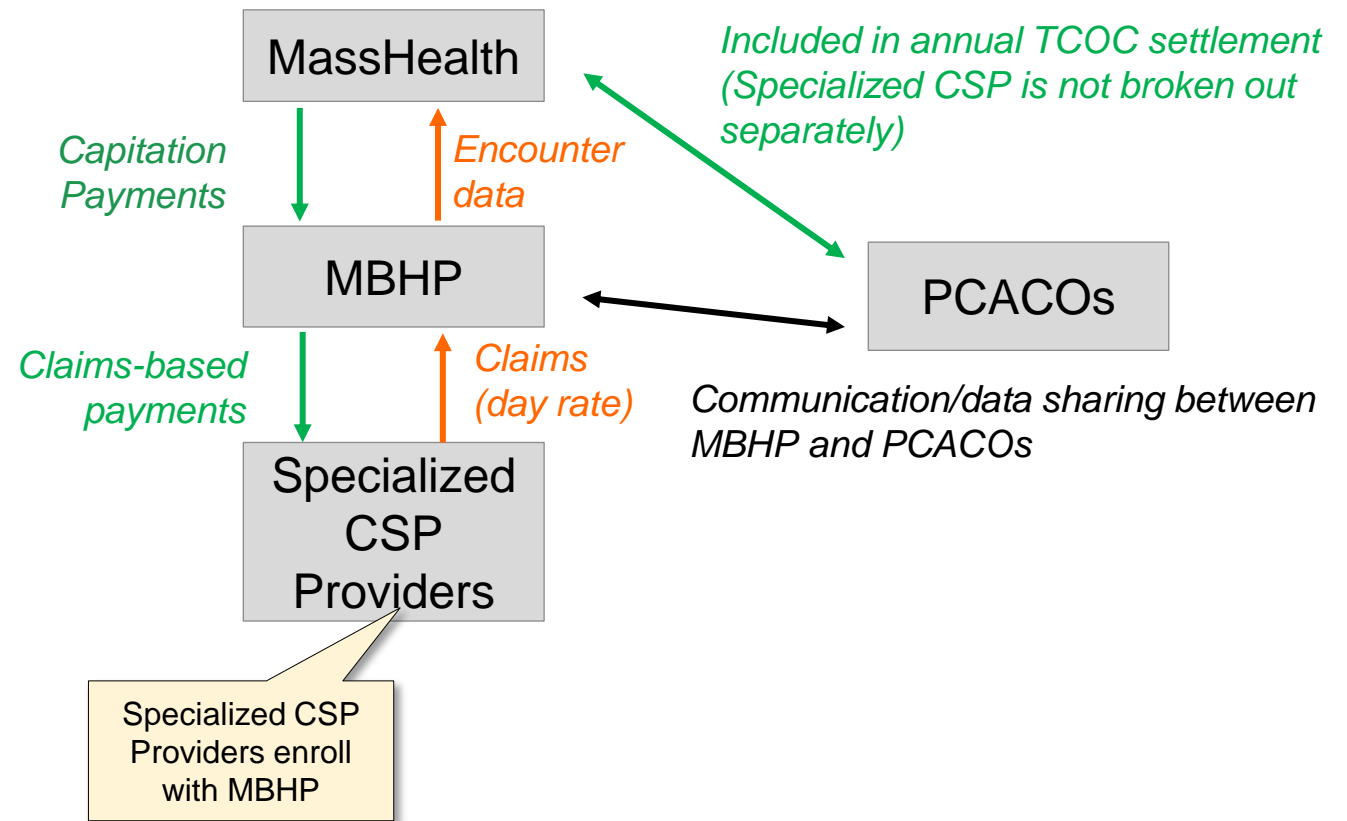 MassHealth
Included in annual TCOC settlement
(Specialized CSP is not broken out
separately)
Capitation
Payments
Encounter
data
MBHP
PCACOs
Claims-based
payments
Claims
(day rate)
Communication/data sharing between
MBHP and PCACOs
Specialized
CSP
Providers
Specialized CSP
Providers enroll
with MBHP